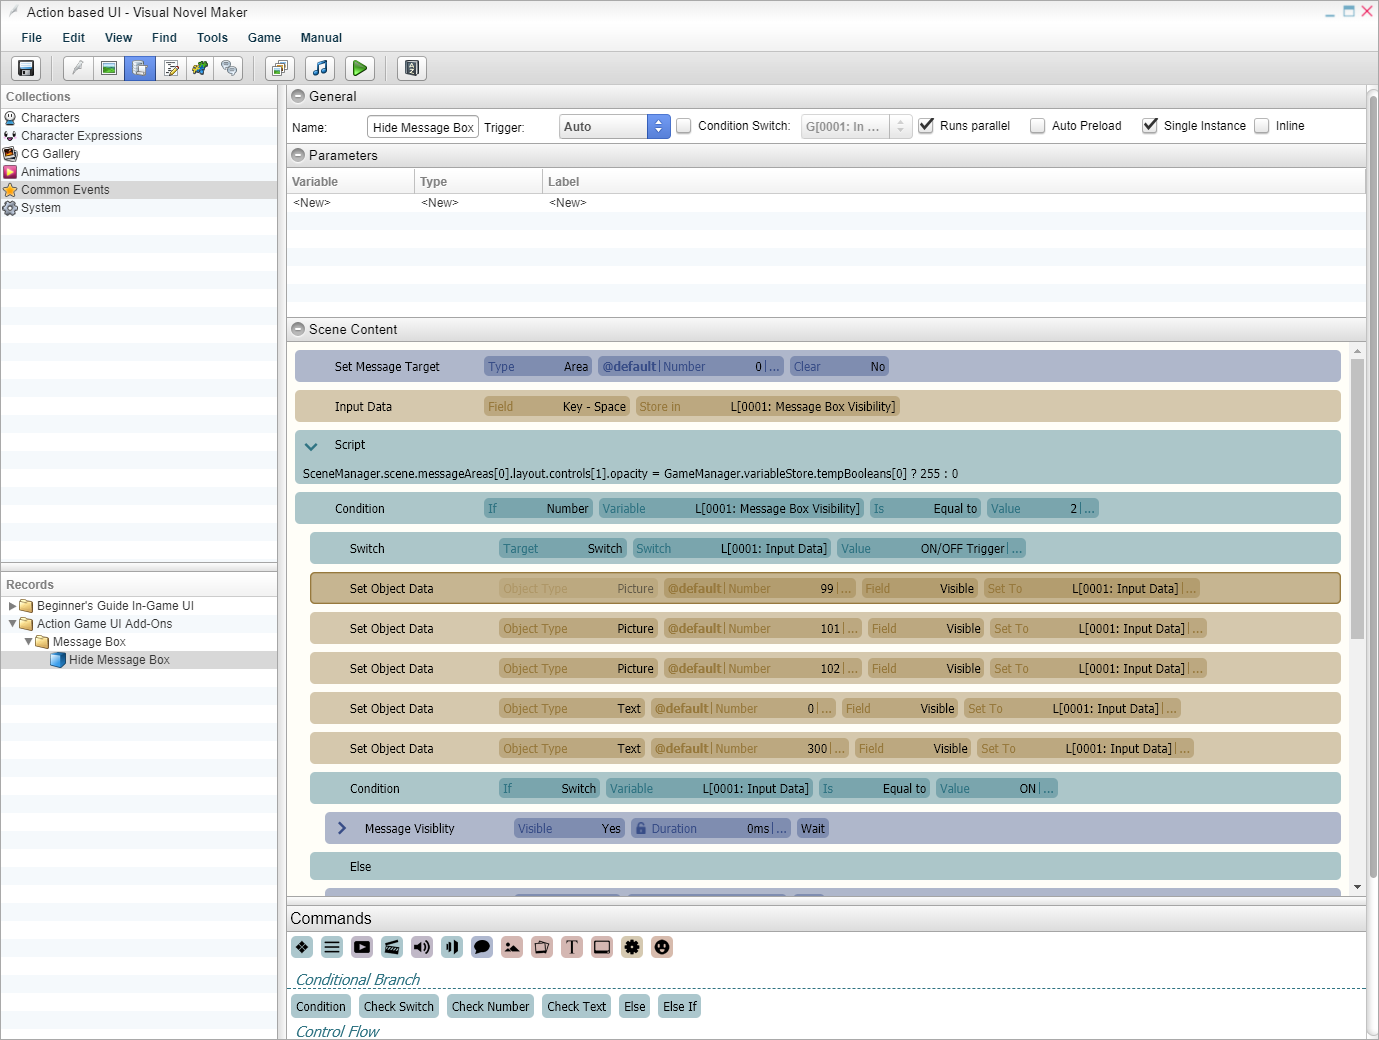 Action based UI - Visual Novel Maker
File Edit View Find Tools Game Manual
Collections
Characters
Character Expressions
CG Gallery
Animations
Common Events
System
Records
Beginner's Guide In-Game UI
Action Game UI Add-Ons
Message Box
Hide Message Box
General
Name: Hide Message Box Trigger: Auto Condition Switch: G[0001: In ... Runs parallel Auto Preload Single Instance Inline
Parameters
Variable Type Label
<New> <New> <New>
Scene Content
Set Message Target Type Area @default Number 0 ... Clear No
Input Data Field Key - Space Store in L[0001: Message Box Visibility]
Script
SceneManager.scene.messageAreas[0].layout.controls[1].opacity = GameManager.variableStore.tempBooleans[0] ? 255 : 0
Condition If Number Variable L[0001: Message Box Visibility] Is Equal to Value 2 ...
Switch Target Switch Switch L[0001: Input Data] Value ON/OFF Trigger ...
Set Object Data Object Type Picture @default Number 99 ... Field Visible Set To L[0001: Input Data] ...
Set Object Data Object Type Picture @default Number 101 ... Field Visible Set To L[0001: Input Data] ...
Set Object Data Object Type Picture @default Number 102 ... Field Visible Set To L[0001: Input Data] ...
Set Object Data Object Type Text @default Number 0 ... Field Visible Set To L[0001: Input Data] ...
Set Object Data Object Type Text @default Number 300 ... Field Visible Set To L[0001: Input Data] ...
Condition If Switch Variable L[0001: Input Data] Is Equal to Value ON ...
Message Visiblity Visible Yes Duration 0ms ... Wait
Else
Commands
Conditional Branch
Condition Check Switch Check Number Check Text Else Else If
Control Flow